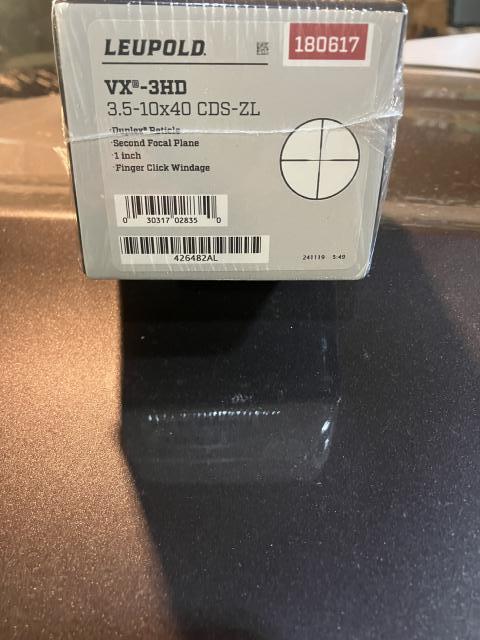 LEUPOLD.
180617
VX®-3HD
3.5-10x40 CDS-ZL
·Duplex® Reticle
·Second Focal Plane
·1 inch
·Finger Click Windage
0 30317 02835 0
426482AL
241119 5:49